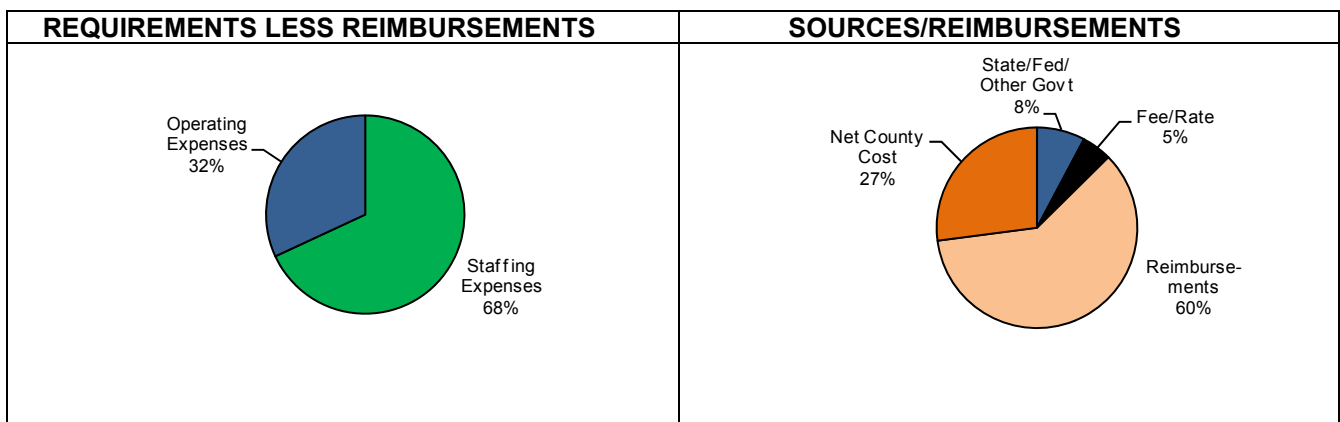 REQUIREMENTS LESS REIMBURSEMENTS
Operating
Expenses
32%
Staffing
Expenses
68%
SOURCES/REIMBURSEMENTS
State/Fed/
Other Govt
8%
Fee/Rate
5%
Net County
Cost
27%
Reimburse-
ments
60%